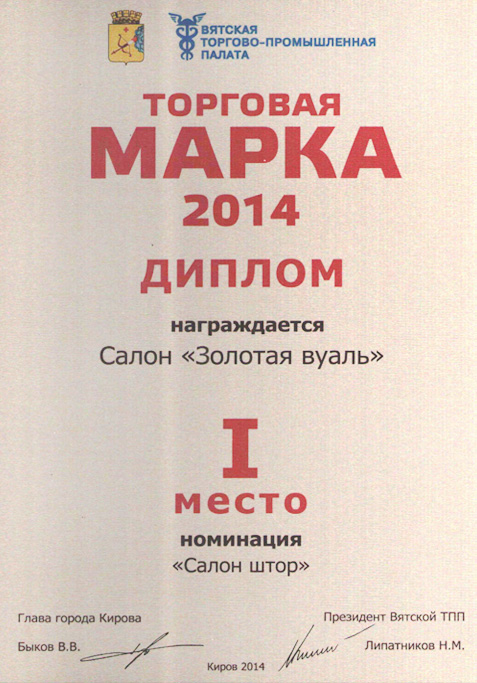 ВЯТСКАЯ
ТОРГОВО-ПРОМЫШЛЕННАЯ
ПАЛАТА
ТОРГОВАЯ
МАРКА
2014
ДИПЛОМ
награждается
Салон «Золотая вуаль»
I
место
номинация
«Салон штор»
Глава города Кирова
Президент Вятской ТПП
Быков В.В.
Липатников Н.М.
Киров 2014